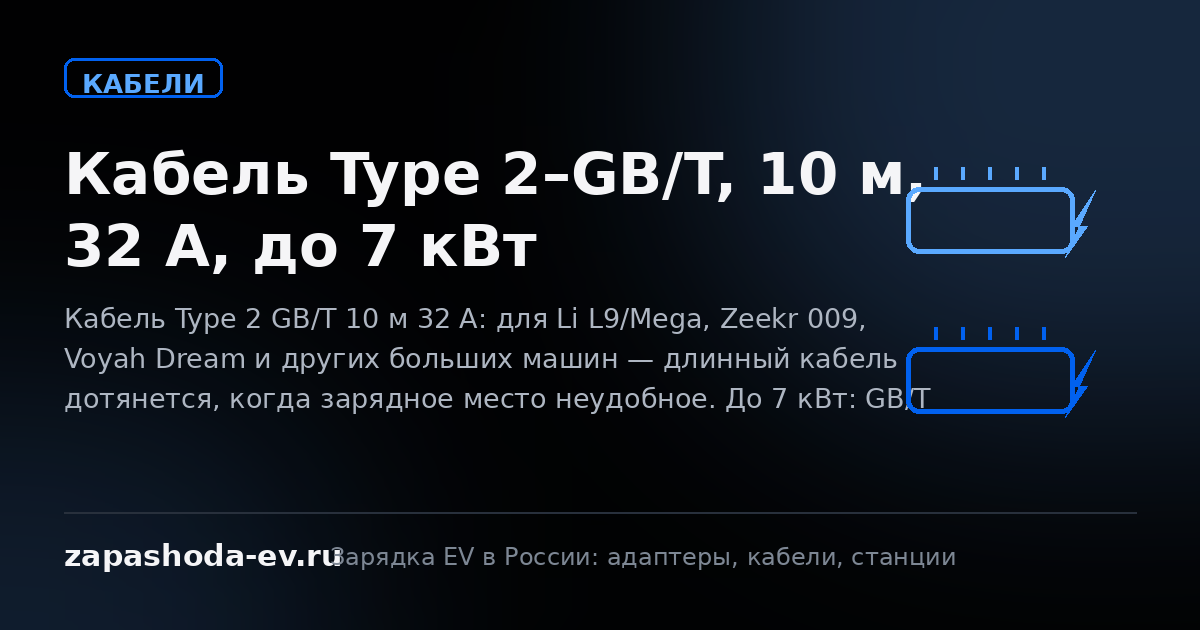 КАБЕЛИ
Кабель Type 2–GB/T, 10 м,
32 А, до 7 кВт
Кабель Type 2 GB/T 10 м 32 А: для Li L9/Mega, Zeekr 009,
Voyah Dream и других больших машин — длинный кабель
дотянется, когда зарядное место неудобное. До 7 кВт: GB/T
zapashoda-ev.ru Зарядка EV в России: адаптеры, кабели, станции